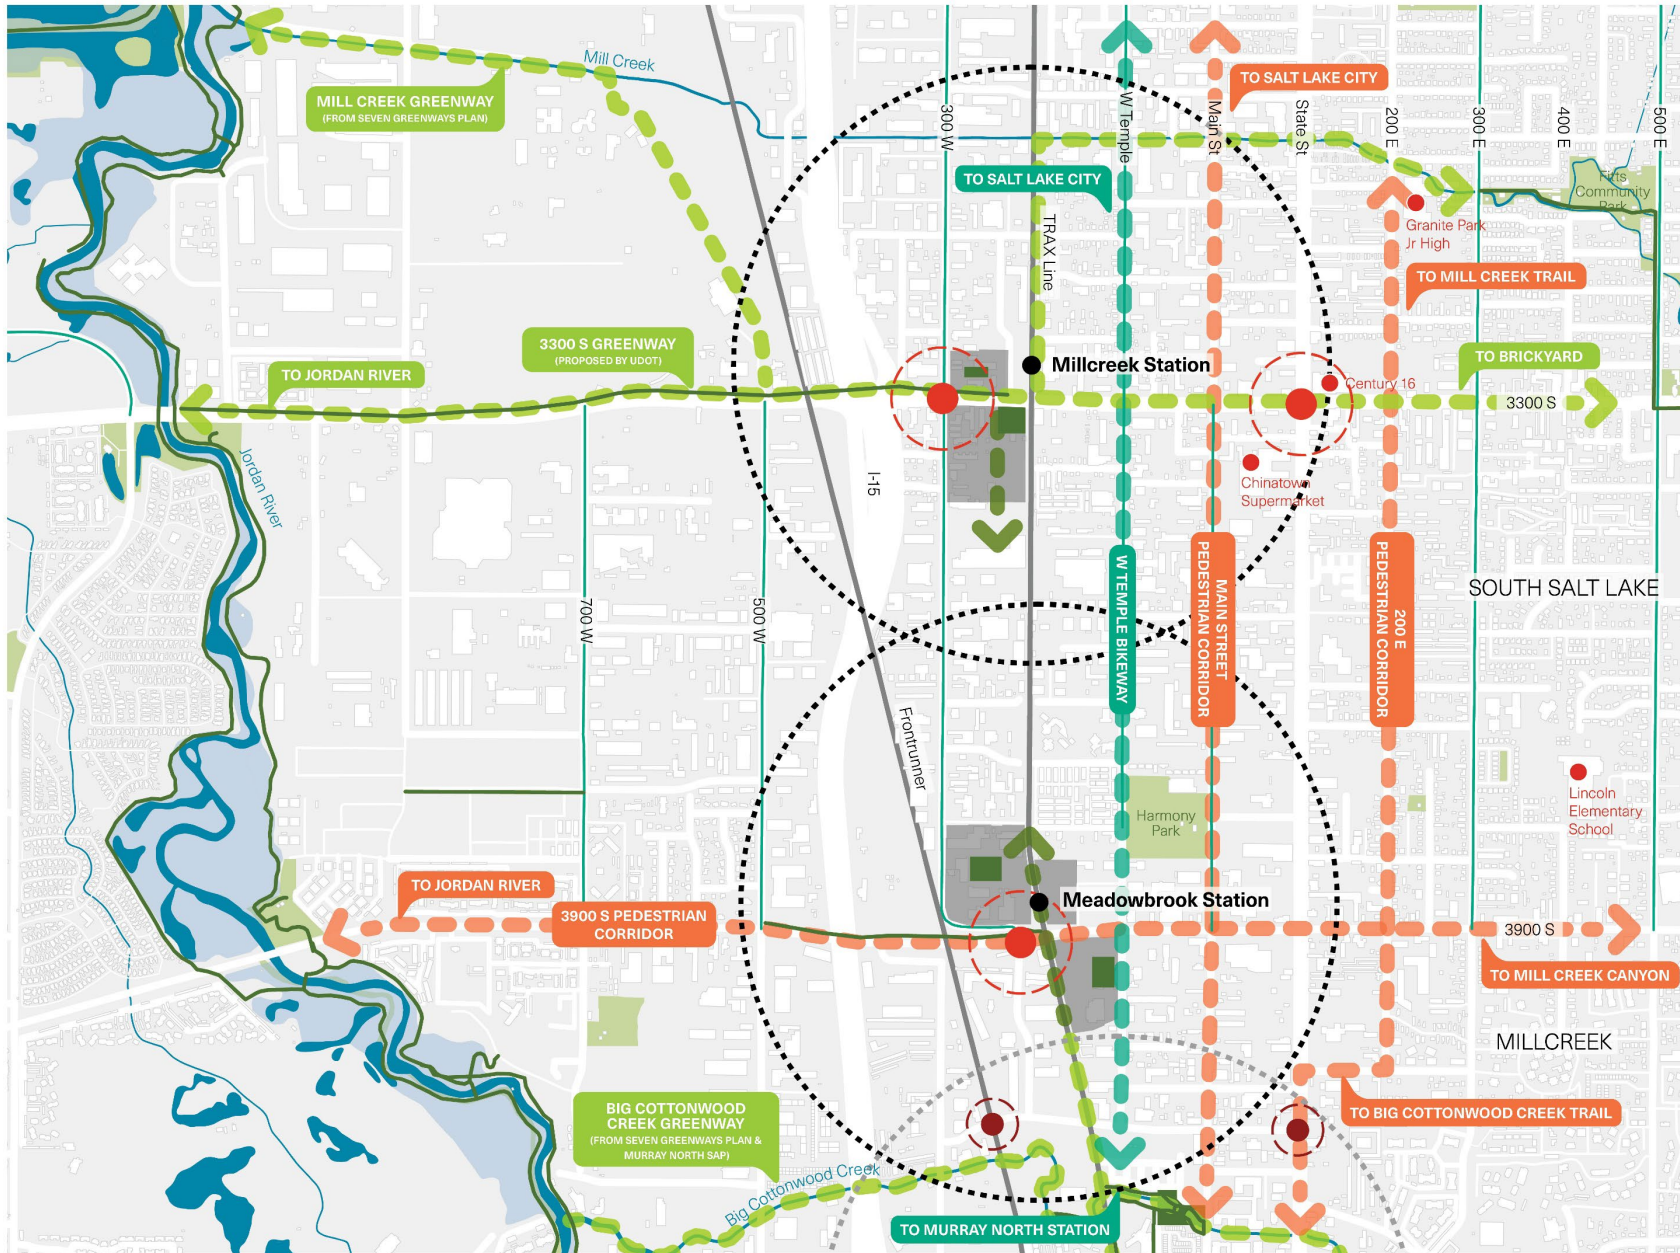 Mill Creek
MILL CREEK GREENWAY
(FROM SEVEN GREENWAYS PLAN)
TO SALT LAKE CITY
300 W
W Temple
Main St
State St
200 E
300 E
400 E
500 E
TO SALT LAKE CITY
Fitts
Community
Park
Granite Park
Jr High
TRAX Line
TO MILL CREEK TRAIL
3300 S GREENWAY
(PROPOSED BY UDOT)
TO JORDAN RIVER
Millcreek Station
TO BRICKYARD
Century 16
3300 S
Jordan River
I-15
Chinatown
Supermarket
700 W
500 W
W TEMPLE BIKEWAY
MAIN STREET
PEDESTRIAN CORRIDOR
200 E
PEDESTRIAN CORRIDOR
SOUTH SALT LAKE
Frontrunner
Harmony
Park
Lincoln
Elementary
School
TO JORDAN RIVER
3900 S PEDESTRIAN
CORRIDOR
Meadowbrook Station
3900 S
TO MILL CREEK CANYON
MILLCREEK
BIG COTTONWOOD
CREEK GREENWAY
(FROM SEVEN GREENWAYS PLAN &
MURRAY NORTH SAP)
TO BIG COTTONWOOD CREEK TRAIL
Big Cottonwood Creek
TO MURRAY NORTH STATION